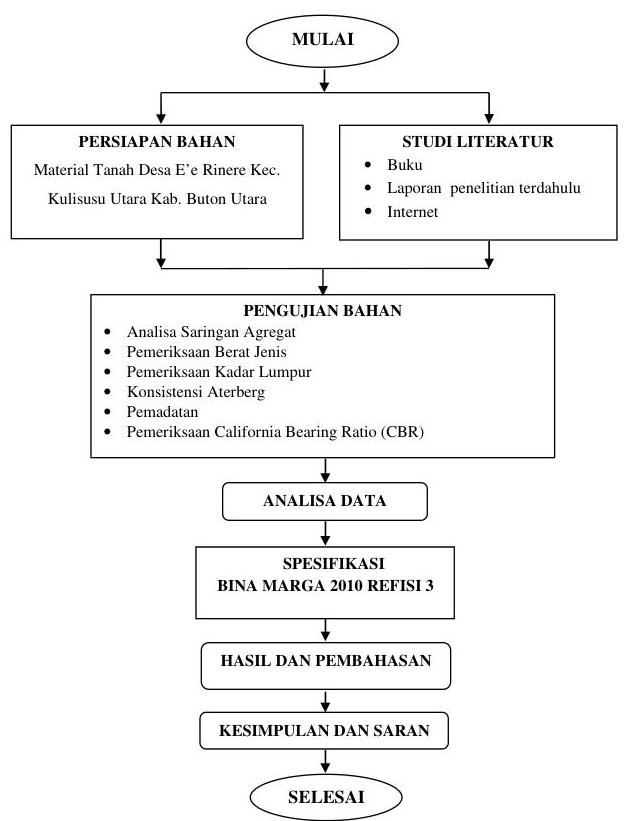 MULAI
PERSIAPAN BAHAN
Material Tanah Desa E’e Rinere Kec.
Kulisusu Utara Kab. Buton Utara
STUDI LITERATUR
• Buku
• Laporan penelitian terdahulu
• Internet
PENGUJIAN BAHAN
• Analisa Saringan Agregat
• Pemeriksaan Berat Jenis
• Pemeriksaan Kadar Lumpur
• Konsistensi Aterberg
• Pemadatan
• Pemeriksaan California Bearing Ratio (CBR)
ANALISA DATA
SPESIFIKASI
BINA MARGA 2010 REFISI 3
HASIL DAN PEMBAHASAN
KESIMPULAN DAN SARAN
SELESAI